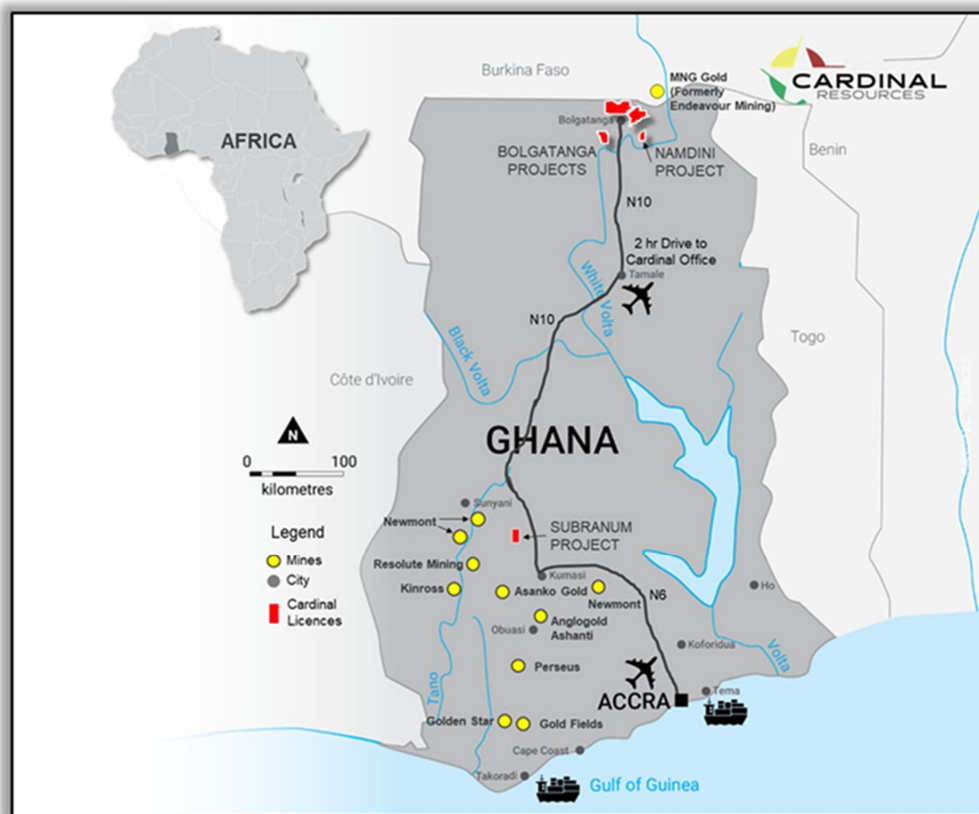 Burkina Faso
MNG Gold
(Formerly
Endeavour Mining)
CARDINAL
RESOURCES
AFRICA
Bolgatanga
BOLGATANGA
PROJECTS
NAMDINI
PROJECT
Benin
N10
2 hr Drive to
Cardinal Office
Tamale
White Volta
N10
Black Volta
Togo
Côte d'Ivoire
GHANA
N
0 100
kilometres
Legend
Mines
City
Cardinal
Licences
Sunyani
Newmont
SUBRANUM
PROJECT
Resolute Mining
Kumasi
Kinross
Asanko Gold
Newmont
N6
Ho
Anglogold
Ashanti
Obuasi
Koforidua
Perseus
Volta
Tano
ACCRA
Tema
Golden Star
Gold Fields
Cape Coast
Takoradi
Gulf of Guinea